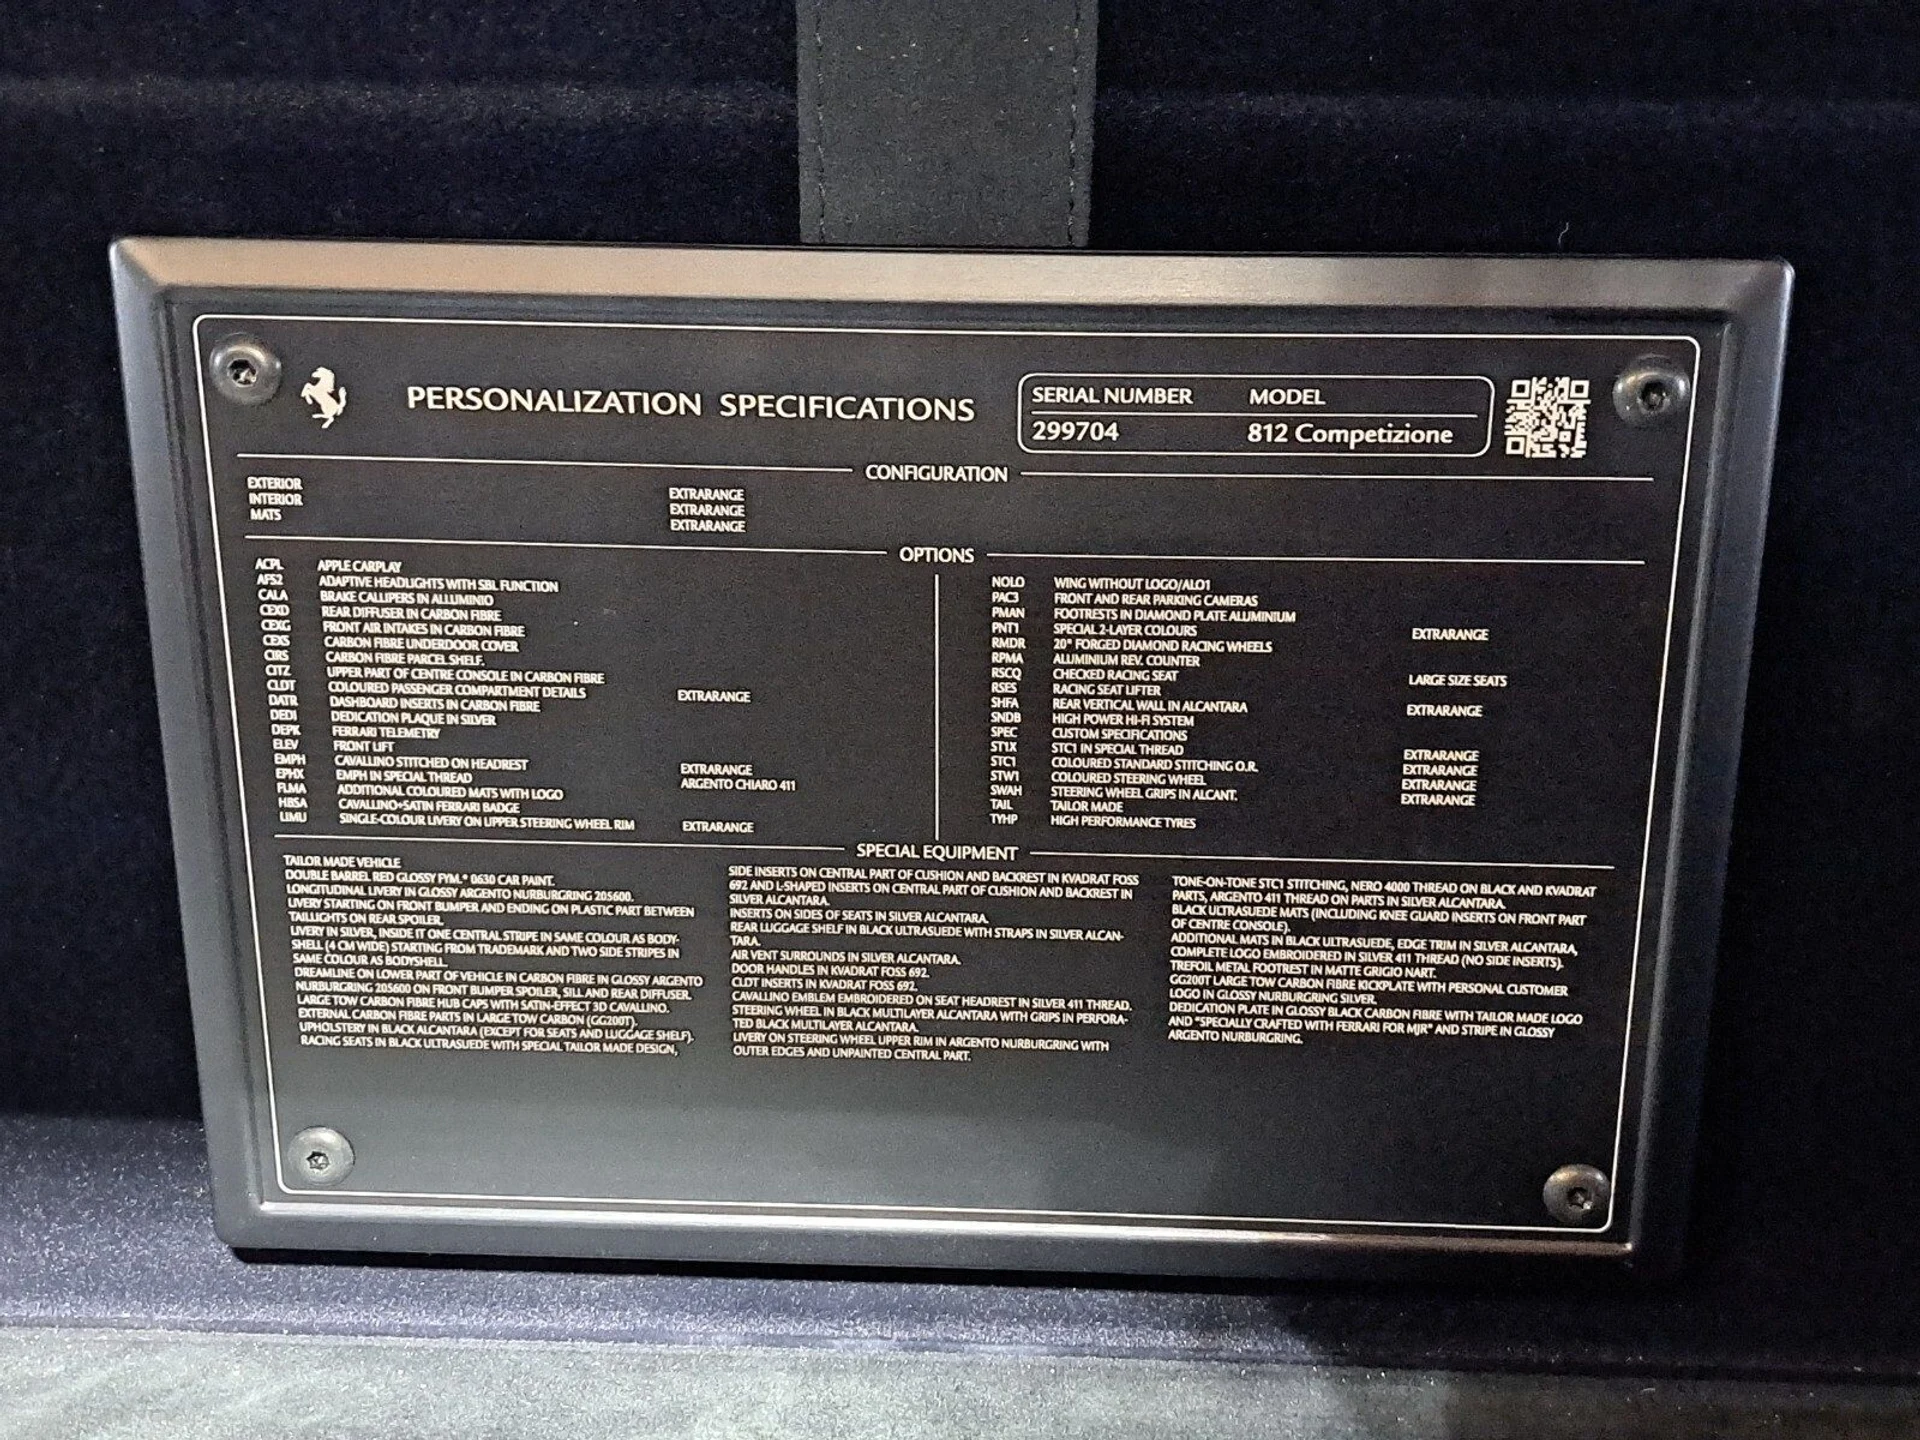 PERSONALIZATION SPECIFICATIONS
SERIAL NUMBER MODEL
299704 812 Competizione
CONFIGURATION
EXTERIOR EXTRARANGE
INTERIOR EXTRARANGE
MATS EXTRARANGE
OPTIONS
ACPL APPLE CARPLAY
AFS2 ADAPTIVE HEADLIGHTS WITH SBL FUNCTION
CALA BRAKE CALLIPERS IN ALLUMINIO
CEXD REAR DIFFUSER IN CARBON FIBRE
CEXG FRONT AIR INTAKES IN CARBON FIBRE
CEXS CARBON FIBRE UNDERDOOR COVER
CIRS CARBON FIBRE PARCEL SHELF.
CITZ UPPER PART OF CENTRE CONSOLE IN CARBON FIBRE
CLDT COLOURED PASSENGER COMPARTMENT DETAILS EXTRARANGE
DATR DASHBOARD INSERTS IN CARBON FIBRE
DEDI DEDICATION PLAQUE IN SILVER
DEPK FERRARI TELEMETRY
ELEV FRONT LIFT
EMPH CAVALLINO STITCHED ON HEADREST EXTRARANGE
EPHX EMPH IN SPECIAL THREAD ARGENTO CHIARO 411
FLMA ADDITIONAL COLOURED MATS WITH LOGO
HBSA CAVALLINO+SATIN FERRARI BADGE
LIMU SINGLE-COLOUR LIVERY ON UPPER STEERING WHEEL RIM EXTRARANGE
NOLO WING WITHOUT LOGO/ALO1
PAC3 FRONT AND REAR PARKING CAMERAS
PMAN FOOTRESTS IN DIAMOND PLATE ALUMINIUM
PNT1 SPECIAL 2-LAYER COLOURS EXTRARANGE
RMDR 20" FORGED DIAMOND RACING WHEELS
RPMA ALUMINIUM REV. COUNTER
RSCQ CHECKED RACING SEAT LARGE SIZE SEATS
RSES RACING SEAT LIFTER
SHFA REAR VERTICAL WALL IN ALCANTARA EXTRARANGE
SNDB HIGH POWER HI-FI SYSTEM
SPEC CUSTOM SPECIFICATIONS
ST1X STC1 IN SPECIAL THREAD EXTRARANGE
STC1 COLOURED STANDARD STITCHING O.R. EXTRARANGE
STW1 COLOURED STEERING WHEEL EXTRARANGE
SWAH STEERING WHEEL GRIPS IN ALCANT. EXTRARANGE
TAIL TAILOR MADE
TYHP HIGH PERFORMANCE TYRES
SPECIAL EQUIPMENT
TAILOR MADE VEHICLE
DOUBLE BARREL RED GLOSSY FYM.* 0630 CAR PAINT.
LONGITUDINAL LIVERY IN GLOSSY ARGENTO NURBURGRING 205600.
LIVERY STARTING ON FRONT BUMPER AND ENDING ON PLASTIC PART BETWEEN
TAILLIGHTS ON REAR SPOILER.
LIVERY IN SILVER, INSIDE IT ONE CENTRAL STRIPE IN SAME COLOUR AS BODY-
SHELL (4 CM WIDE) STARTING FROM TRADEMARK AND TWO SIDE STRIPES IN
SAME COLOUR AS BODYSHELL.
DREAMLINE ON LOWER PART OF VEHICLE IN CARBON FIBRE IN GLOSSY ARGENTO
NURBURGRING 205600 ON FRONT BUMPER SPOILER, SILL AND REAR DIFFUSER.
LARGE TOW CARBON FIBRE HUB CAPS WITH SATIN-EFFECT 3D CAVALLINO.
EXTERNAL CARBON FIBRE PARTS IN LARGE TOW CARBON (GG200T).
UPHOLSTERY IN BLACK ALCANTARA (EXCEPT FOR SEATS AND LUGGAGE SHELF).
RACING SEATS IN BLACK ULTRASUEDE WITH SPECIAL TAILOR MADE DESIGN,
SIDE INSERTS ON CENTRAL PART OF CUSHION AND BACKREST IN KVADRAT FOSS
692 AND L-SHAPED INSERTS ON CENTRAL PART OF CUSHION AND BACKREST IN
SILVER ALCANTARA.
INSERTS ON SIDES OF SEATS IN SILVER ALCANTARA.
REAR LUGGAGE SHELF IN BLACK ULTRASUEDE WITH STRAPS IN SILVER ALCAN-
TARA.
AIR VENT SURROUNDS IN SILVER ALCANTARA.
DOOR HANDLES IN KVADRAT FOSS 692.
CLDT INSERTS IN KVADRAT FOSS 692.
CAVALLINO EMBLEM EMBROIDERED ON SEAT HEADREST IN SILVER 411 THREAD.
STEERING WHEEL IN BLACK MULTILAYER ALCANTARA WITH GRIPS IN PERFORA-
TED BLACK MULTILAYER ALCANTARA.
LIVERY ON STEERING WHEEL UPPER RIM IN ARGENTO NURBURGRING WITH
OUTER EDGES AND UNPAINTED CENTRAL PART.
TONE-ON-TONE STC1 STITCHING, NERO 4000 THREAD ON BLACK AND KVADRAT
PARTS, ARGENTO 411 THREAD ON PARTS IN SILVER ALCANTARA.
BLACK ULTRASUEDE MATS (INCLUDING KNEE GUARD INSERTS ON FRONT PART
OF CENTRE CONSOLE).
ADDITIONAL MATS IN BLACK ULTRASUEDE, EDGE TRIM IN SILVER ALCANTARA,
COMPLETE LOGO EMBROIDERED IN SILVER 411 THREAD (NO SIDE INSERTS).
TREFOIL METAL FOOTREST IN MATTE GRIGIO NART.
GG200T LARGE TOW CARBON FIBRE KICKPLATE WITH PERSONAL CUSTOMER
LOGO IN GLOSSY NURBURGRING SILVER.
DEDICATION PLATE IN GLOSSY BLACK CARBON FIBRE WITH TAILOR MADE LOGO
AND "SPECIALLY CRAFTED WITH FERRARI FOR MJR" AND STRIPE IN GLOSSY
ARGENTO NURBURGRING.